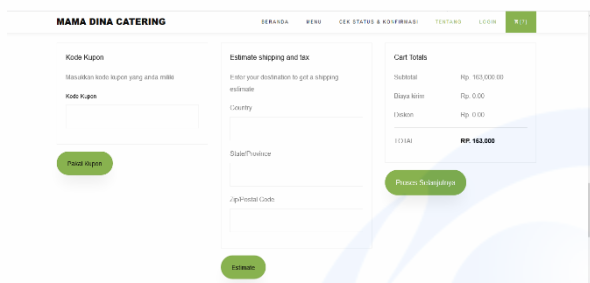 MAMA DINA CATERING
BERANDA MENU CEK STATUS & KONFIRMASI TENTANG LOGIN
Kode Kupon
Masukkan kode kupon yang anda miliki
Kode Kupon
Pakai Kupon
Estimate shipping and tax
Enter your destination to get a shipping
estimate
Country
State/Province
Zip/Postal Code
Estimate
Cart Totals
Subtotal Rp. 163,000.00
Biaya kirim Rp. 0.00
Diskon Rp. 0.00
TOTAL RP. 163.000
Proses Selanjutnya